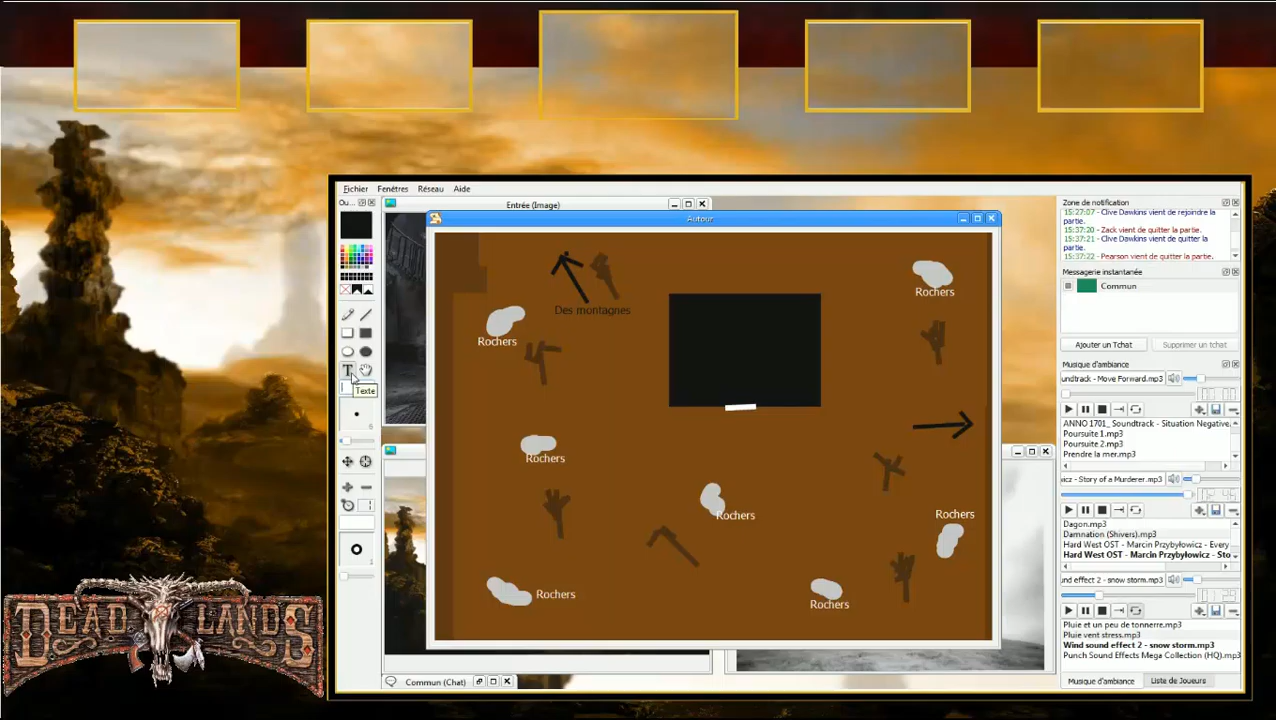 Fichier Fenêtres Réseau Aide
Ou...
Entrée (Image)
Autour
Zone de notification
15:27:07 - Clive Dawkins vient de rejoindre la
partie.
15:37:20 - Zack vient de quitter la partie.
15:37:21 - Clive Dawkins vient de quitter la
partie.
15:37:22 - Pearson vient de quitter la partie.
Messagerie instantanée
Commun
Ajouter un Tchat Supprimer un tchat
Musique d'ambiance
undtrack - Move Forward.mp3
ANNO 1701_ Soundtrack - Situation Negative.
Poursuite 1.mp3
Poursuite 2.mp3
Prendre la mer.mp3
wicz - Story of a Murderer.mp3
Dagon.mp3
Damnation (Shivers).mp3
Hard West OST - Marcin Przybyłowicz - Every
Hard West OST - Marcin Przybyłowicz - Sto
und effect 2 - snow storm.mp3
Pluie et un peu de tonnerre.mp3
Pluie vent stress.mp3
Wind sound effect 2 - snow storm.mp3
Punch Sound Effects Mega Collection (HQ).mp3
Musique d'ambiance Liste de Joueurs
T
Texte
Des montagnes
Rochers
Rochers
Rochers
Rochers
Rochers
Rochers
Rochers
Commun (Chat)
DEADLANDS